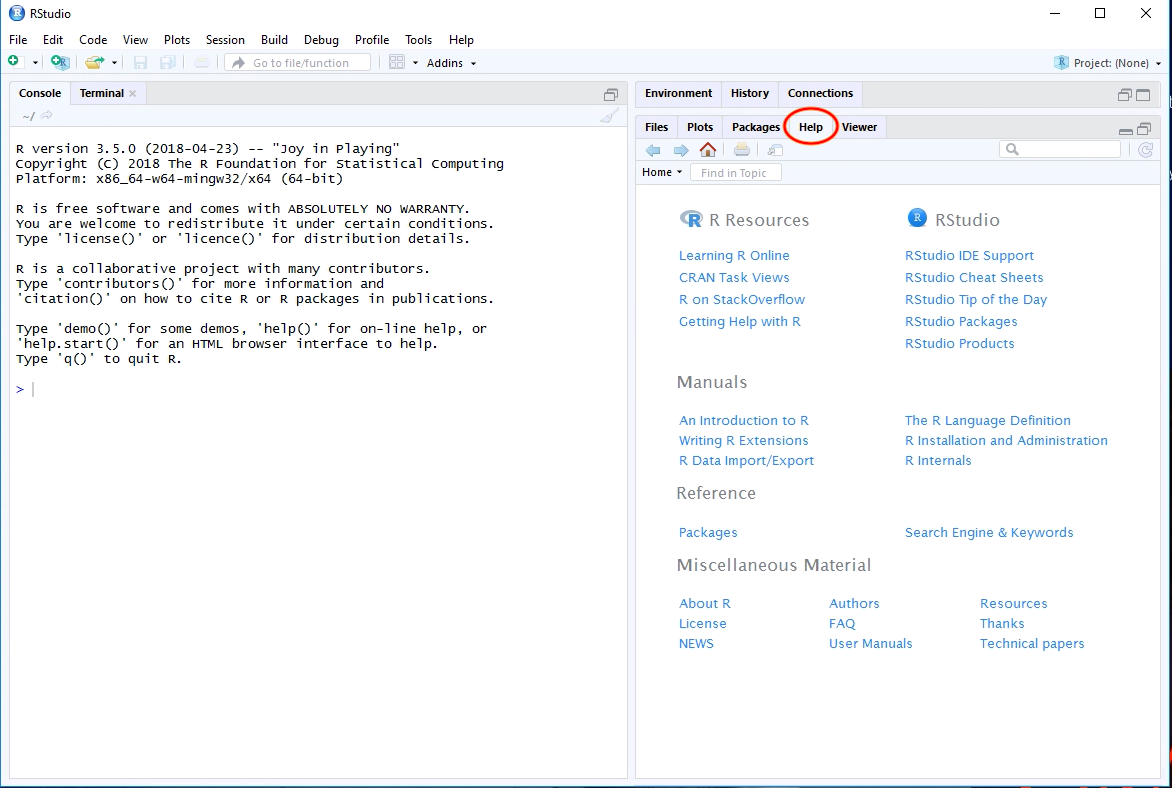 RStudio
File Edit Code View Plots Session Build Debug Profile Tools Help
Go to file/function Addins Project: (None)
Console Terminal
~/
R version 3.5.0 (2018-04-23) -- "Joy in Playing"
Copyright (C) 2018 The R Foundation for Statistical Computing
Platform: x86_64-w64-mingw32/x64 (64-bit)
R is free software and comes with ABSOLUTELY NO WARRANTY.
You are welcome to redistribute it under certain conditions.
Type 'license()' or 'licence()' for distribution details.
R is a collaborative project with many contributors.
Type 'contributors()' for more information and
'citation()' on how to cite R or R packages in publications.
Type 'demo()' for some demos, 'help()' for on-line help, or
'help.start()' for an HTML browser interface to help.
Type 'q()' to quit R.
>
Environment History Connections
Files Plots Packages Help Viewer
Home Find in Topic
R Resources
Learning R Online
CRAN Task Views
R on StackOverflow
Getting Help with R
RStudio
RStudio IDE Support
RStudio Cheat Sheets
RStudio Tip of the Day
RStudio Packages
RStudio Products
Manuals
An Introduction to R The R Language Definition
Writing R Extensions R Installation and Administration
R Data Import/Export R Internals
Reference
Packages Search Engine & Keywords
Miscellaneous Material
About R Authors Resources
License FAQ Thanks
NEWS User Manuals Technical papers